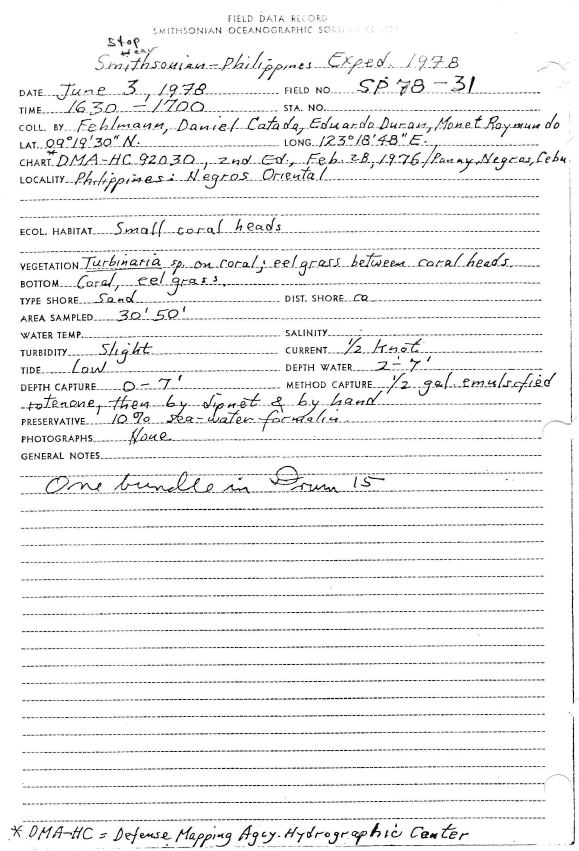 FIELD DATA RECORD
SMITHSONIAN OCEANOGRAPHIC SORTING CENTER
Stop
Wear
Smithsonian-Philippines Exped. 1978
DATE June 3, 1978 FIELD NO. SP 78-31
TIME 1630-1700 STA. NO.
COLL. BY Fehlmann, Daniel Catada, Eduardo Duran, Monet Raymundo
LAT. 09°19'30" N. LONG. 123°18'48" E.
CHART *DMA-HC 92030, 2nd Ed., Feb. 28, 1976/Panny, Negros, Cebu
LOCALITY Philippines: Negros Oriental
ECOL. HABITAT Small coral heads
VEGETATION Turbinaria sp. on coral; eel grass between coral heads.
BOTTOM Coral, eel grass.
TYPE SHORE Sand DIST. SHORE ca
AREA SAMPLED 30' 50'
WATER TEMP. SALINITY
TURBIDITY Slight CURRENT 1/2 knot
TIDE Low DEPTH WATER 2-7'
DEPTH CAPTURE 0-7' METHOD CAPTURE 1/2 gal emulsified
rotenone, then by dipnet & by hand
PRESERVATIVE 10% sea-water formalin
PHOTOGRAPHS None
GENERAL NOTES
One bundle in Drum 15
* DMA-HC = Defense Mapping Agcy. Hydrographic Center